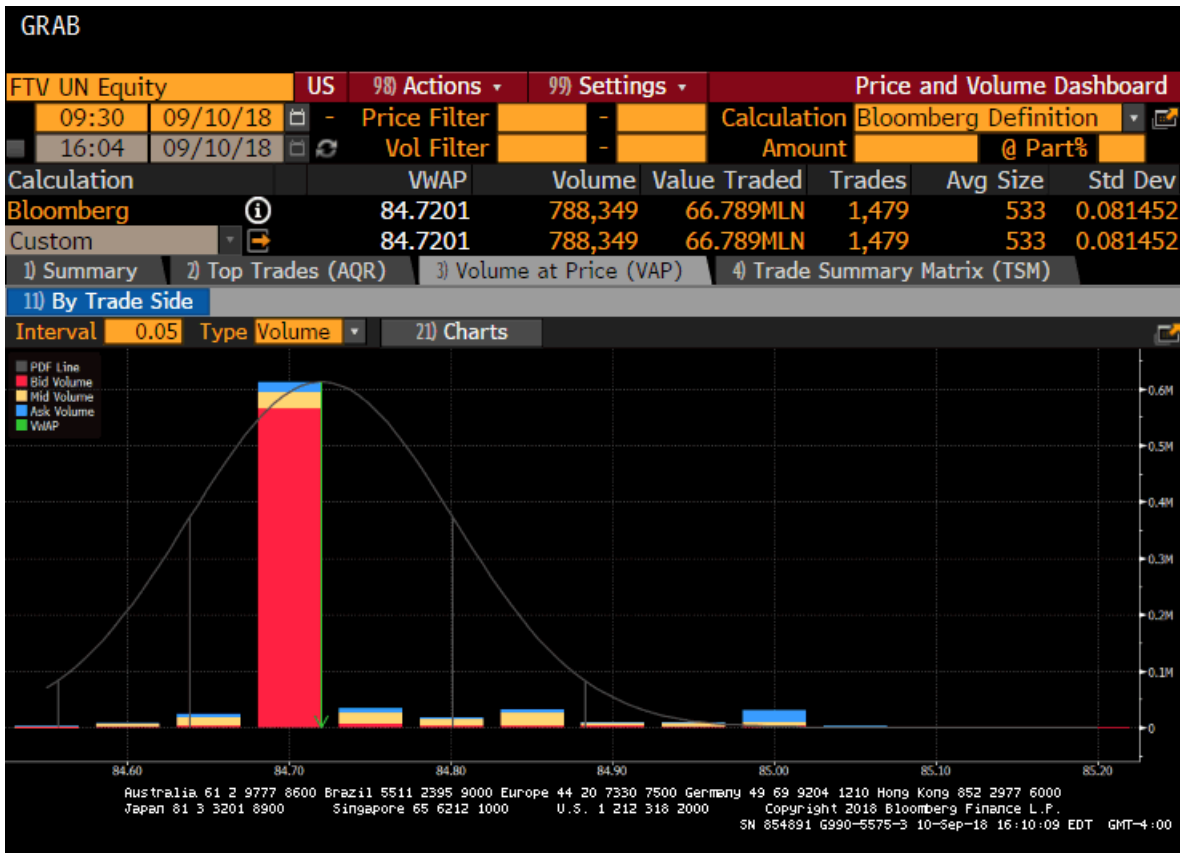 GRAB
FTV UN Equity US 98) Actions 99) Settings Price and Volume Dashboard
09:30 09/10/18 - Price Filter - Calculation Bloomberg Definition
16:04 09/10/18 Vol Filter - Amount @ Part%
Calculation VWAP Volume Value Traded Trades Avg Size Std Dev
Bloomberg 84.7201 788,349 66.789MLN 1,479 533 0.081452
Custom 84.7201 788,349 66.789MLN 1,479 533 0.081452
1) Summary 2) Top Trades (AQR) 3) Volume at Price (VAP) 4) Trade Summary Matrix (TSM)
11) By Trade Side
Interval 0.05 Type Volume 21) Charts
PDF Line
Bid Volume
Mid Volume
Ask Volume
VWAP
0.6M
0.5M
0.4M
0.3M
0.2M
0.1M
0
84.60 84.70 84.80 84.90 85.00 85.10 85.20
Australia 61 2 9777 8600 Brazil 5511 2395 9000 Europe 44 20 7330 7500 Germany 49 69 9204 1210 Hong Kong 852 2977 6000
Japan 81 3 3201 8900 Singapore 65 6212 1000 U.S. 1 212 318 2000 Copyright 2018 Bloomberg Finance L.P.
SN 854891 G990-5575-3 10-Sep-18 16:10:09 EDT GMT-4:00